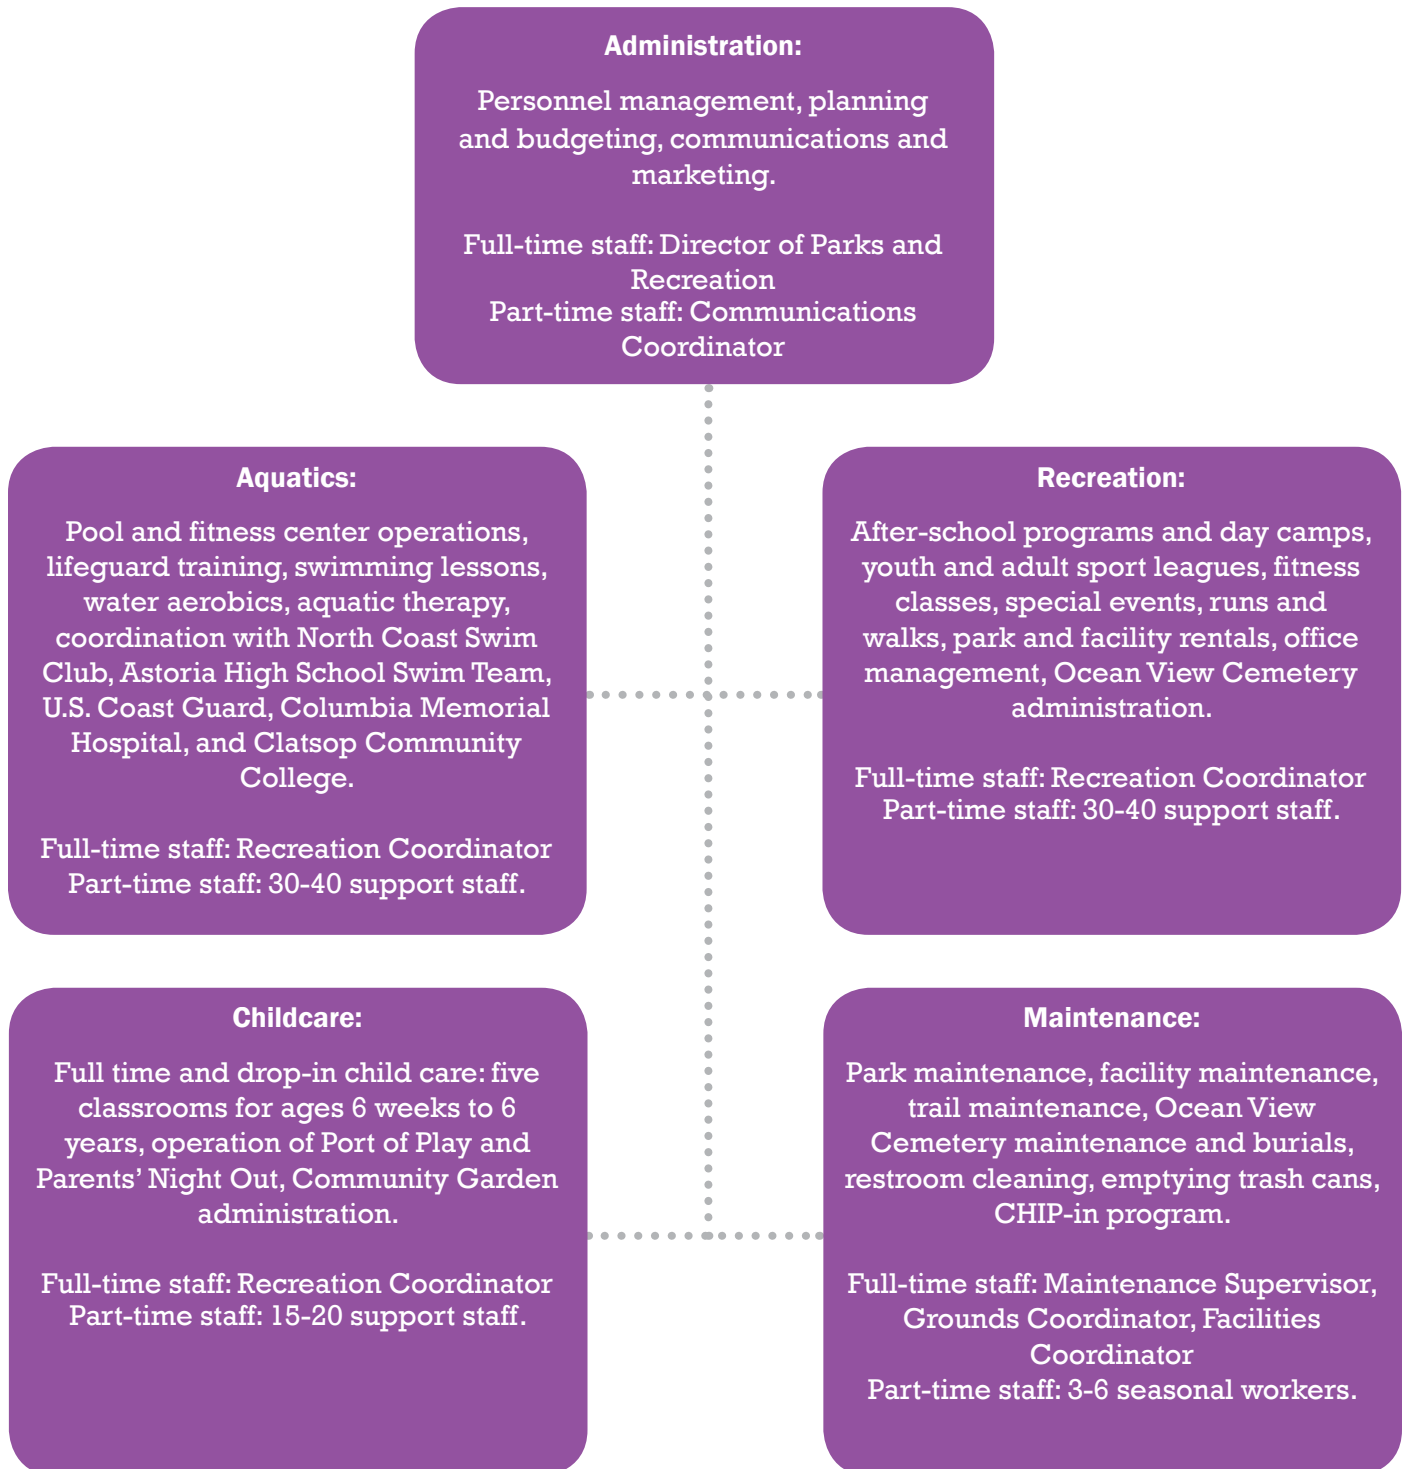 Administration:
Personnel management, planning
and budgeting, communications and
marketing.
Full-time staff: Director of Parks and
Recreation
Part-time staff: Communications
Coordinator
Aquatics:
Pool and fitness center operations,
lifeguard training, swimming lessons,
water aerobics, aquatic therapy,
coordination with North Coast Swim
Club, Astoria High School Swim Team,
U.S. Coast Guard, Columbia Memorial
Hospital, and Clatsop Community
College.
Full-time staff: Recreation Coordinator
Part-time staff: 30-40 support staff.
Recreation:
After-school programs and day camps,
youth and adult sport leagues, fitness
classes, special events, runs and
walks, park and facility rentals, office
management, Ocean View Cemetery
administration.
Full-time staff: Recreation Coordinator
Part-time staff: 30-40 support staff.
Childcare:
Full time and drop-in child care: five
classrooms for ages 6 weeks to 6
years, operation of Port of Play and
Parents’ Night Out, Community Garden
administration.
Full-time staff: Recreation Coordinator
Part-time staff: 15-20 support staff.
Maintenance:
Park maintenance, facility maintenance,
trail maintenance, Ocean View
Cemetery maintenance and burials,
restroom cleaning, emptying trash cans,
CHIP-in program.
Full-time staff: Maintenance Supervisor,
Grounds Coordinator, Facilities
Coordinator
Part-time staff: 3-6 seasonal workers.